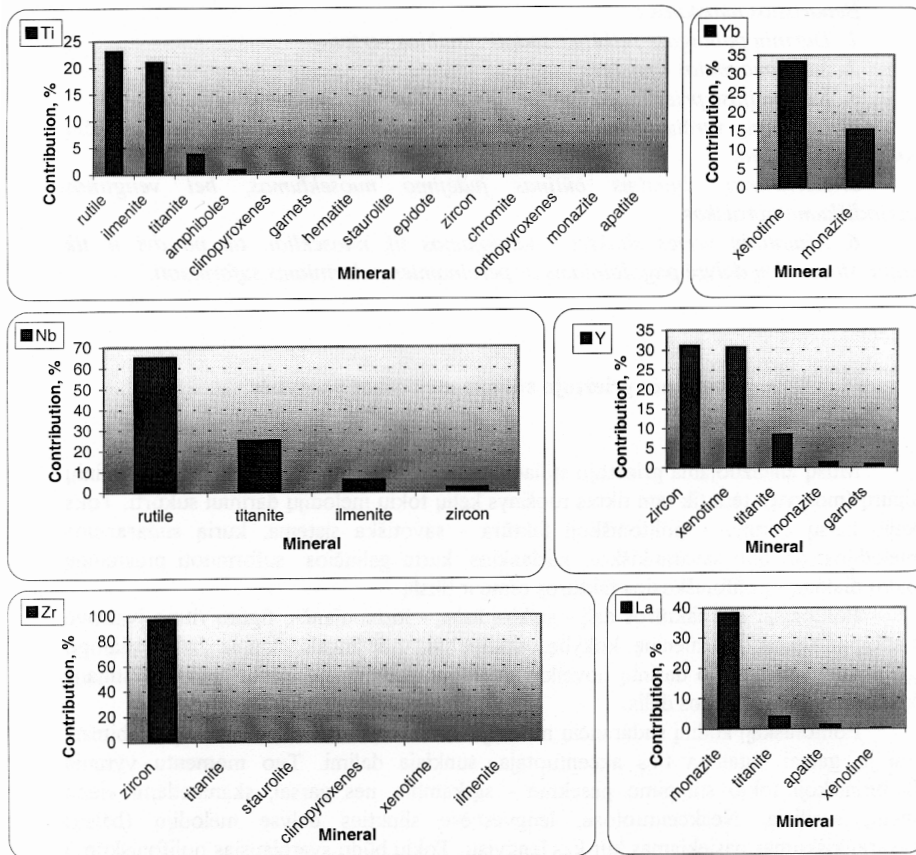 Ti
Contribution, %
25
20
15
10
5
0
rutile
ilmenite
titanite
amphiboles
clinopyroxenes
garnets
hematite
staurolite
epidote
zircon
chromite
orthopyroxenes
monazite
apatite
Mineral
Yb
Contribution, %
35
30
25
20
15
10
5
0
xenotime
monazite
Mineral
Nb
Contribution, %
70
60
50
40
30
20
10
0
rutile
titanite
ilmenite
zircon
Mineral
Y
Contribution, %
35
30
25
20
15
10
5
0
zircon
xenotime
titanite
monazite
garnets
Mineral
Zr
Contribution, %
100
80
60
40
20
0
zircon
titanite
staurolite
clinopyroxenes
xenotime
ilmenite
Mineral
La
Contribution, %
40
30
20
10
0
monazite
titanite
apatite
xenotime
Mineral